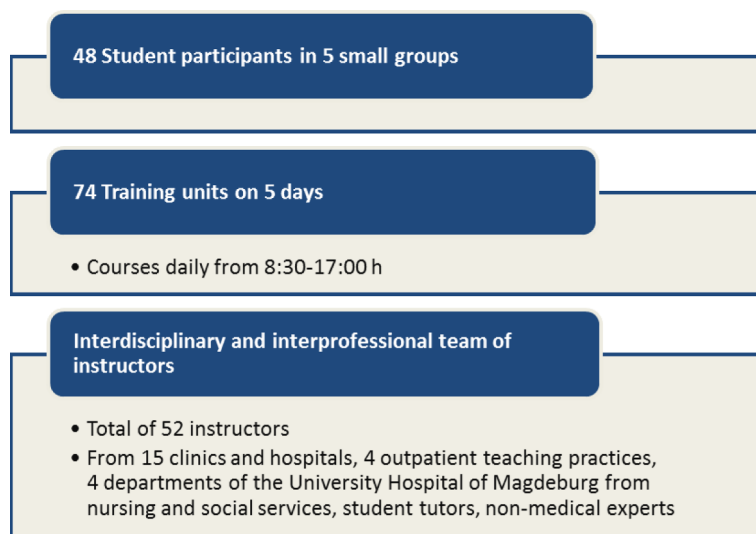 48 Student participants in 5 small groups
74 Training units on 5 days
• Courses daily from 8:30-17:00 h
Interdisciplinary and interprofessional team of
instructors
• Total of 52 instructors
• From 15 clinics and hospitals, 4 outpatient teaching practices,
4 departments of the University Hospital of Magdeburg from
nursing and social services, student tutors, non-medical experts